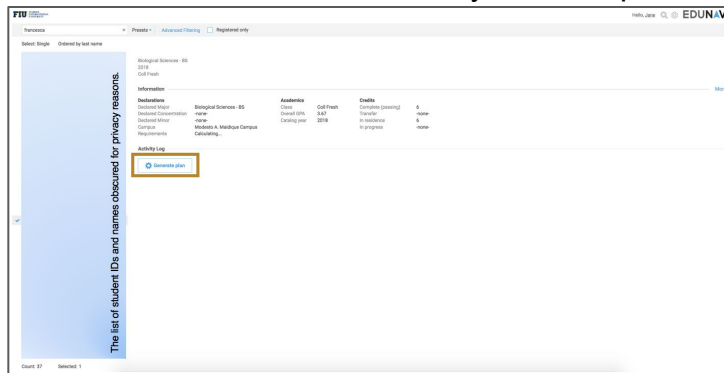 FIU
Hello, Jane
EDUNAV
francesca × Presets Advanced Filtering Registered only
Select: Single Ordered by last name
The list of student IDs and names obscured for privacy reasons.
Biological Sciences - BS
2018
Coll Fresh
Information
Mor
Declarations
Declared Major Biological Sciences - BS
Declared Concentration -none-
Declared Minor -none-
Campus Modesto A. Maidique Campus
Requirements Calculating...
Academics
Class Coll Fresh
Overall GPA 3.67
Catalog year 2018
Credits
Complete (passing) 6
Transfer -none-
In residence 6
In progress -none-
Activity Log
Generate plan
Count: 37 Selected: 1